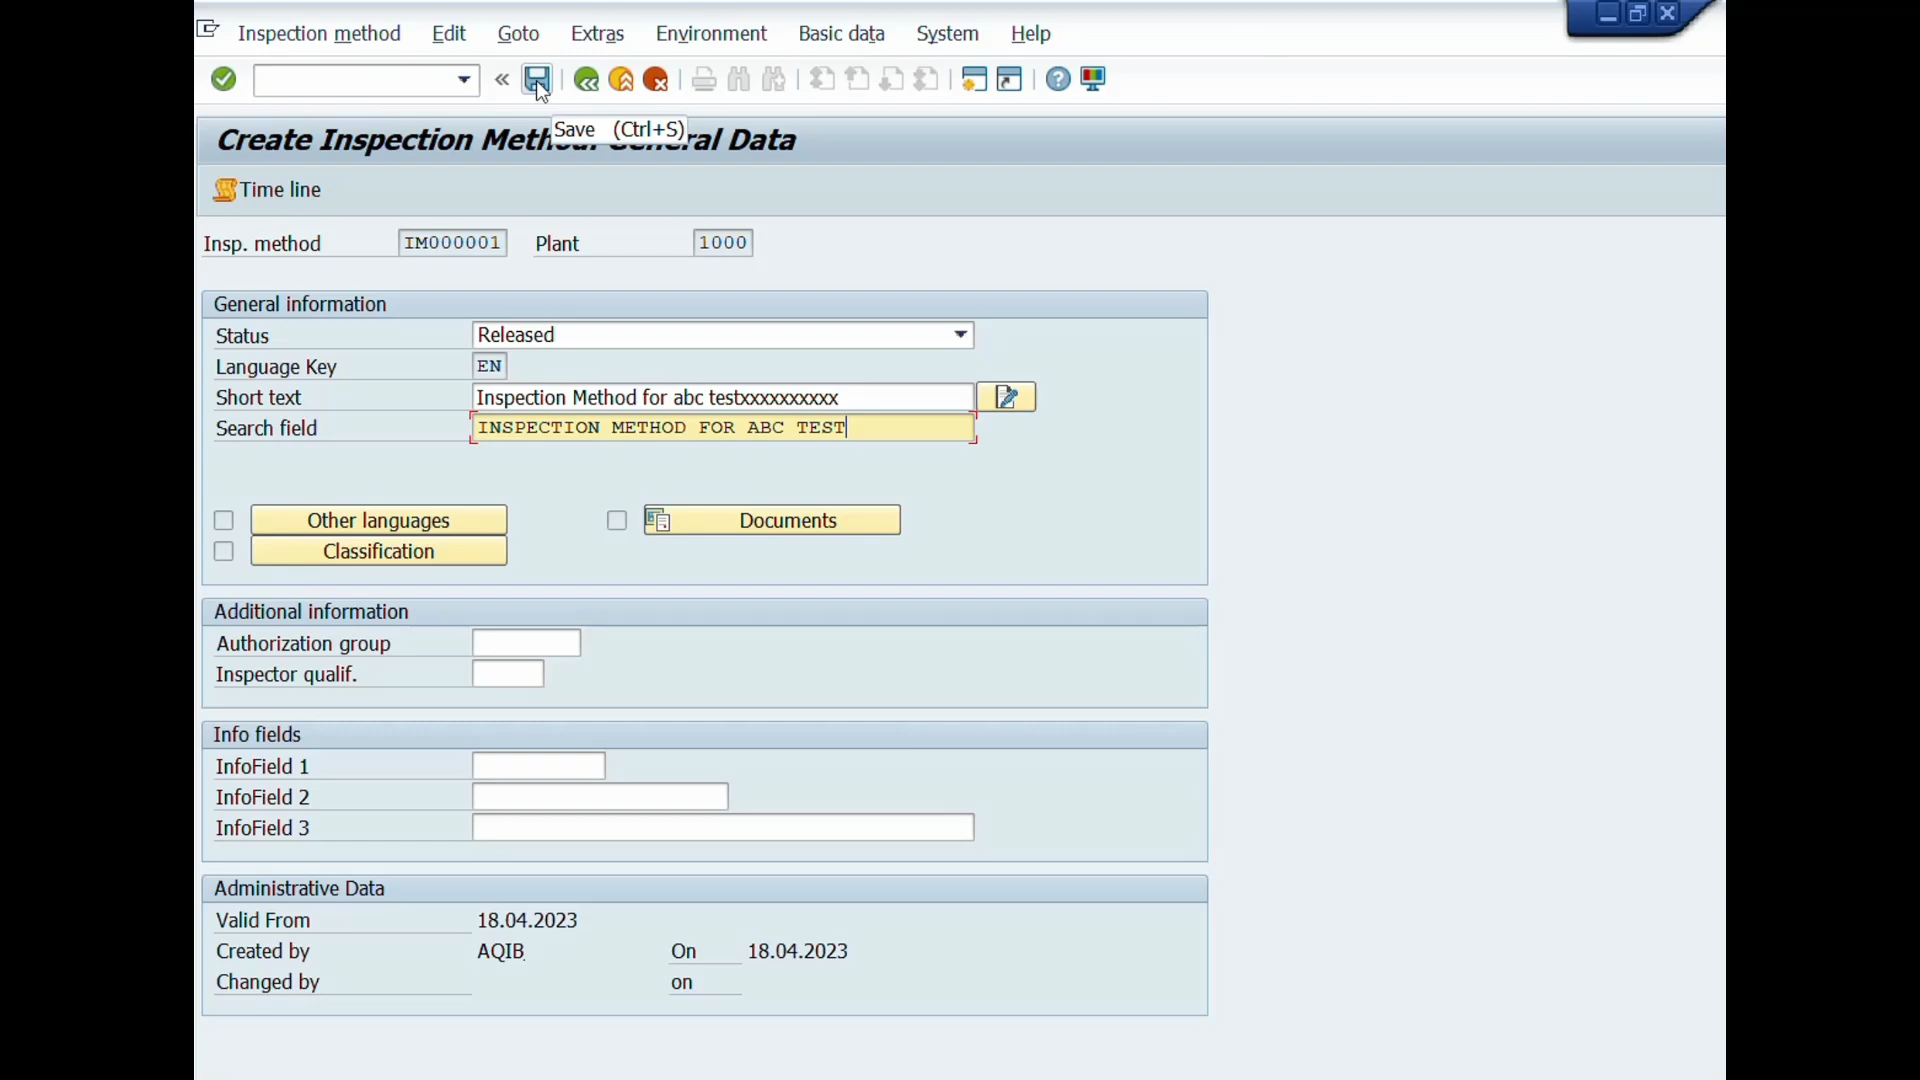 Inspection method Edit Goto Extras Environment Basic data System Help
Save (Ctrl+S)
Create Inspection Method: General Data
Time line
Insp. method IM000001 Plant 1000
General information
Status Released
Language Key EN
Short text Inspection Method for abc testxxxxxxxxxx
Search field INSPECTION METHOD FOR ABC TEST
Other languages Documents
Classification
Additional information
Authorization group
Inspector qualif.
Info fields
InfoField 1
InfoField 2
InfoField 3
Administrative Data
Valid From 18.04.2023
Created by AQIB On 18.04.2023
Changed by on